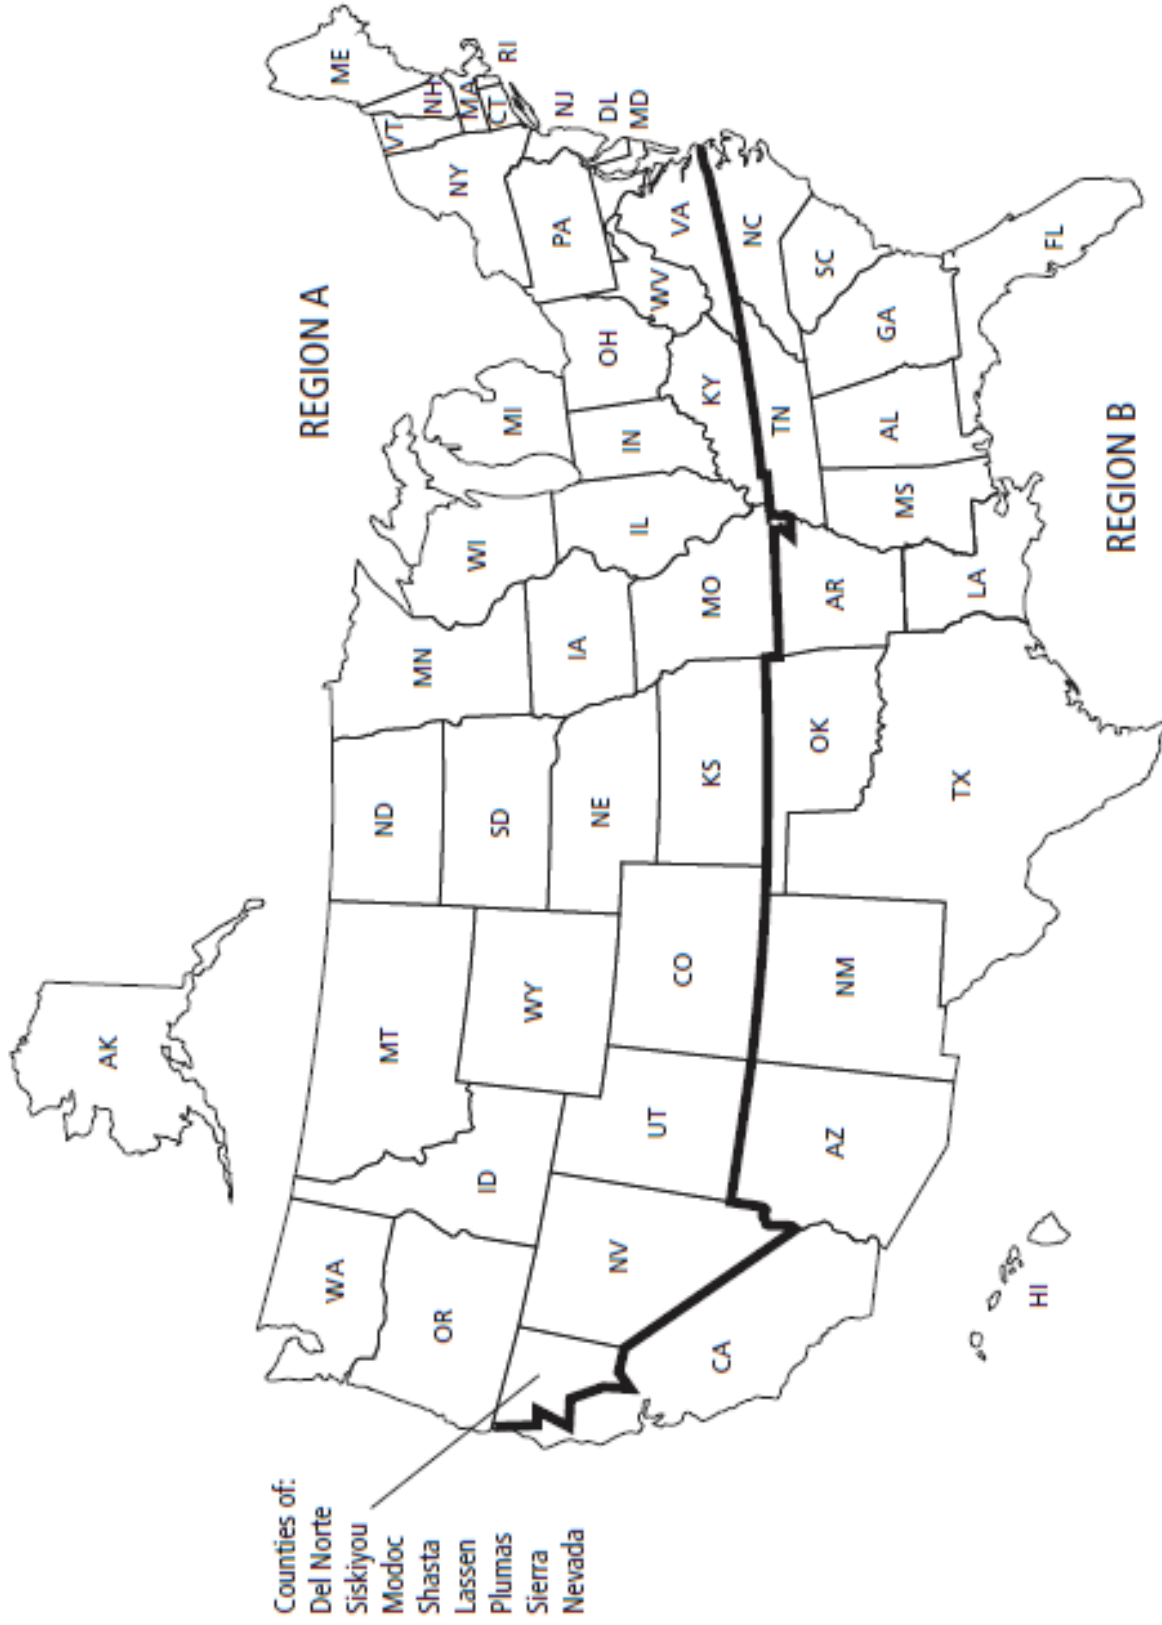 AK
REGION A
WA
MT
ND
MN
ME
VT
NH
MA
CT
RI
NY
OR
ID
SD
WI
MI
NJ
DL
MD
PA
WY
IA
NE
IL
IN
OH
WV
VA
NV
UT
CO
KS
MO
KY
Counties of:
Del Norte
Siskiyou
Modoc
Shasta
Lassen
Plumas
Sierra
Nevada
CA
AZ
NM
OK
AR
TN
NC
SC
TX
LA
MS
AL
GA
FL
HI
REGION B